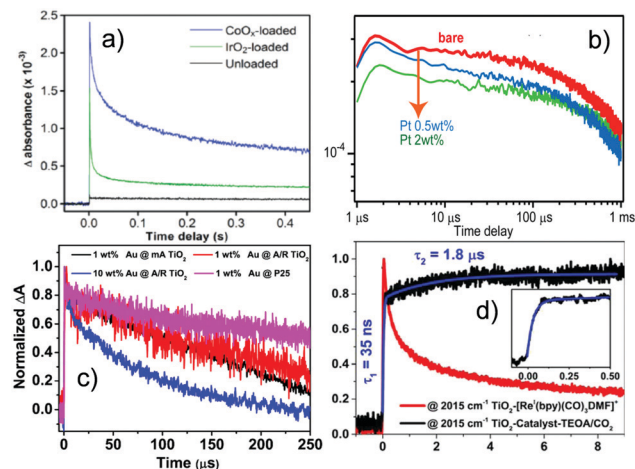 a)
CoOₓ-loaded
IrO₂-loaded
Unloaded
Δ absorbance (x 10⁻³)
2.5
2.0
1.5
1.0
0.5
0.0
0.0 0.1 0.2 0.3 0.4
Time delay (s)
b)
bare
Pt 0.5wt%
Pt 2wt%
10⁻⁴
1 µs 10 µs 100 µs 1 ms
Time delay
1 wt% Au @ mA TiO₂ 1 wt% Au @ A/R TiO₂
10 wt% Au @ A/R TiO₂ 1 wt% Au @ P25
Normalized ΔA
1.0
0.8
0.6
0.4
0.2
0.0
c)
0 50 100 150 200 250
Time (µs)
τ₂ = 1.8 µs
τ₁ = 35 ns
d)
1.0
0.8
0.6
0.4
0.2
0.0 0.25 0.50
@ 2015 cm⁻¹ TiO₂-[Reᴵ(bpy)(CO)₃DMF]⁺
@ 2015 cm⁻¹ TiO₂-Catalyst-TEOA/CO₂
0 2 4 6 8